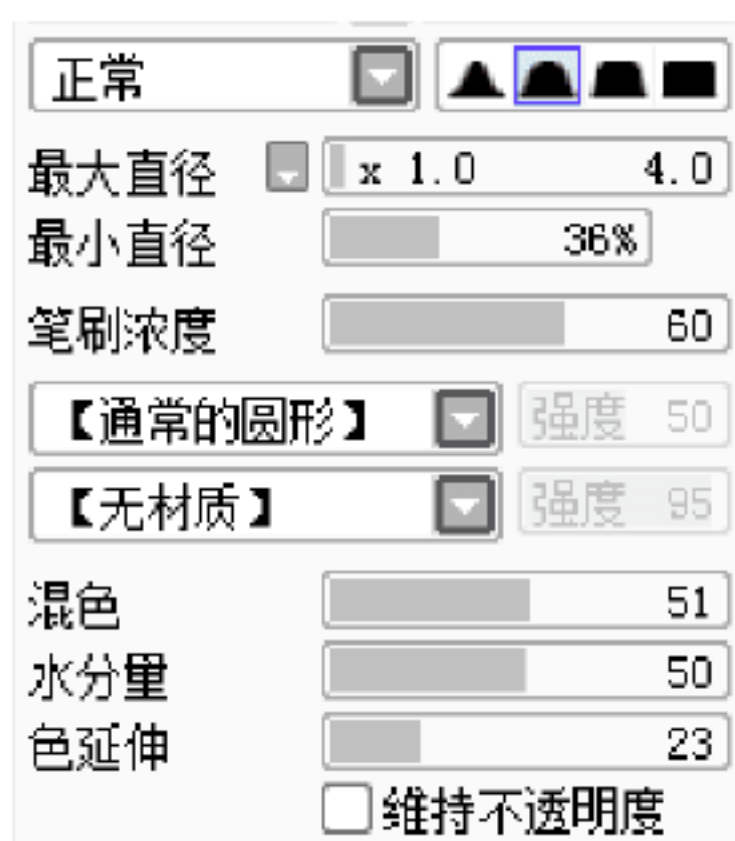 正常
最大直径 x 1.0 4.0
最小直径 36%
笔刷浓度 60
【通常的圆形】 强度 50
【无材质】 强度 95
混色 51
水分量 50
色延伸 23
维持不透明度